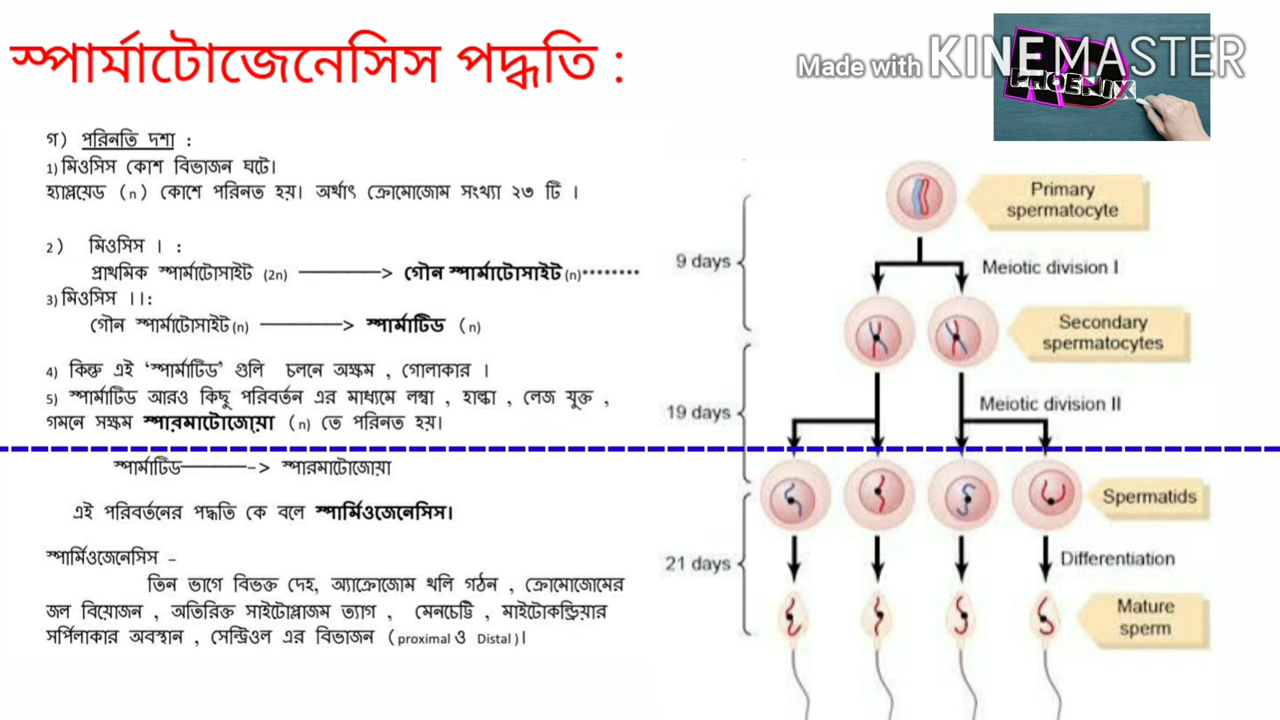 স্পার্মাটোজেনেসিস পদ্ধতি :
Made with KINEMASTER
PHOENIX
গ) পরিনতি দশা :
1) মিওসিস কোশ বিভাজন ঘটে।
হ্যাপ্লয়েড (n) কোশে পরিনত হয়। অর্থাৎ ক্রোমোজোম সংখ্যা ২৩ টি ।
2) মিওসিস । :
প্রাথমিক স্পার্মাটোসাইট (2n) ————> গৌন স্পার্মাটোসাইট (n)········
3) মিওসিস ।।:
গৌন স্পার্মাটোসাইট(n) ————> স্পার্মাটিড (n)
4) কিন্তু এই ‘স্পার্মাটিড’ গুলি চলনে অক্ষম , গোলাকার ।
5) স্পার্মাটিড আরও কিছু পরিবর্তন এর মাধ্যমে লম্বা , হাল্কা , লেজ যুক্ত ,
গমনে সক্ষম স্পারমাটোজোয়া (n) তে পরিনত হয়।
স্পার্মাটিড————–> স্পারমাটোজোয়া
এই পরিবর্তনের পদ্ধতি কে বলে স্পার্মিওজেনেসিস।
স্পার্মিওজেনেসিস –
তিন ভাগে বিভক্ত দেহ, অ্যাক্রোজোম থলি গঠন , ক্রোমোজোমের
জল বিয়োজন , অতিরিক্ত সাইটোপ্লাজম ত্যাগ , মেনচেট্টি , মাইটোকন্ড্রিয়ার
সর্পিলাকার অবস্থান , সেন্ট্রিওল এর বিভাজন (proximal ও Distal)।
Primary
spermatocyte
9 days
Meiotic division I
Secondary
spermatocytes
19 days
Meiotic division II
Spermatids
21 days
Differentiation
Mature
sperm